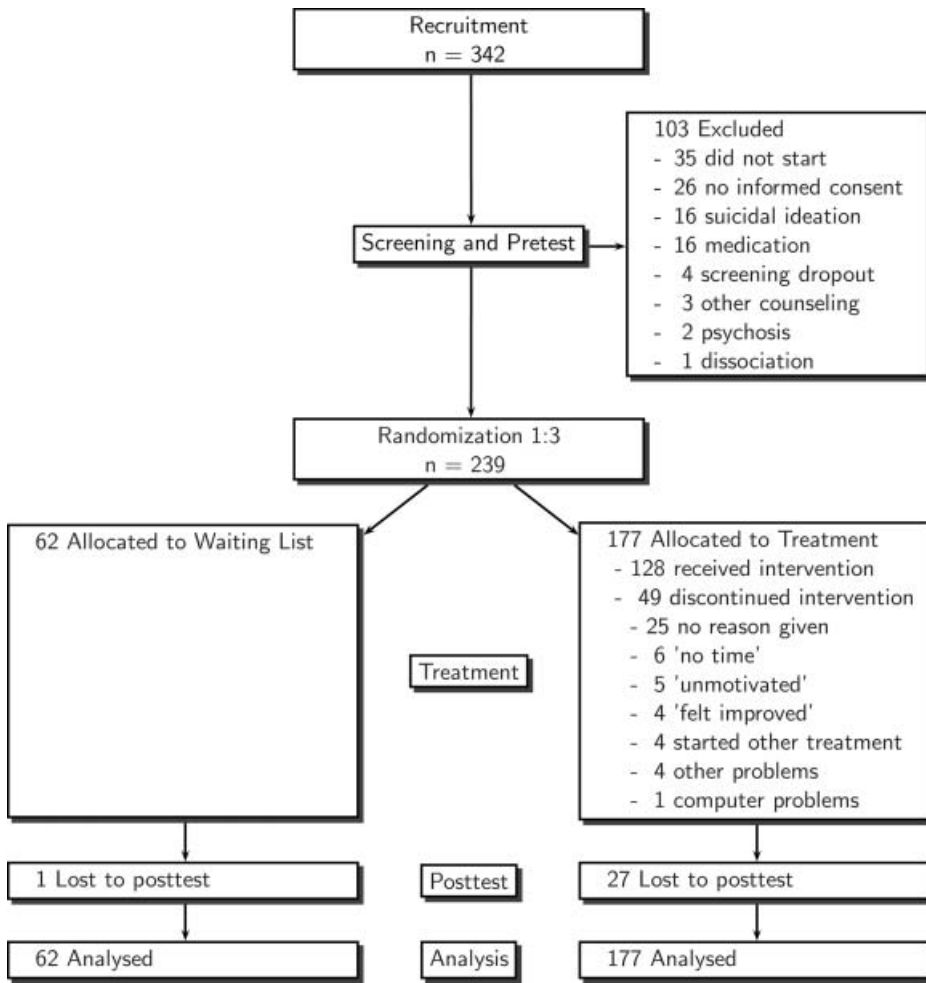 Recruitment
n = 342
103 Excluded
- 35 did not start
- 26 no informed consent
- 16 suicidal ideation
- 16 medication
- 4 screening dropout
- 3 other counseling
- 2 psychosis
- 1 dissociation
Screening and Pretest
Randomization 1:3
n = 239
62 Allocated to Waiting List
177 Allocated to Treatment
- 128 received intervention
- 49 discontinued intervention
- 25 no reason given
- 6 'no time'
- 5 'unmotivated'
- 4 'felt improved'
- 4 started other treatment
- 4 other problems
- 1 computer problems
Treatment
1 Lost to posttest
Posttest
27 Lost to posttest
62 Analysed
Analysis
177 Analysed